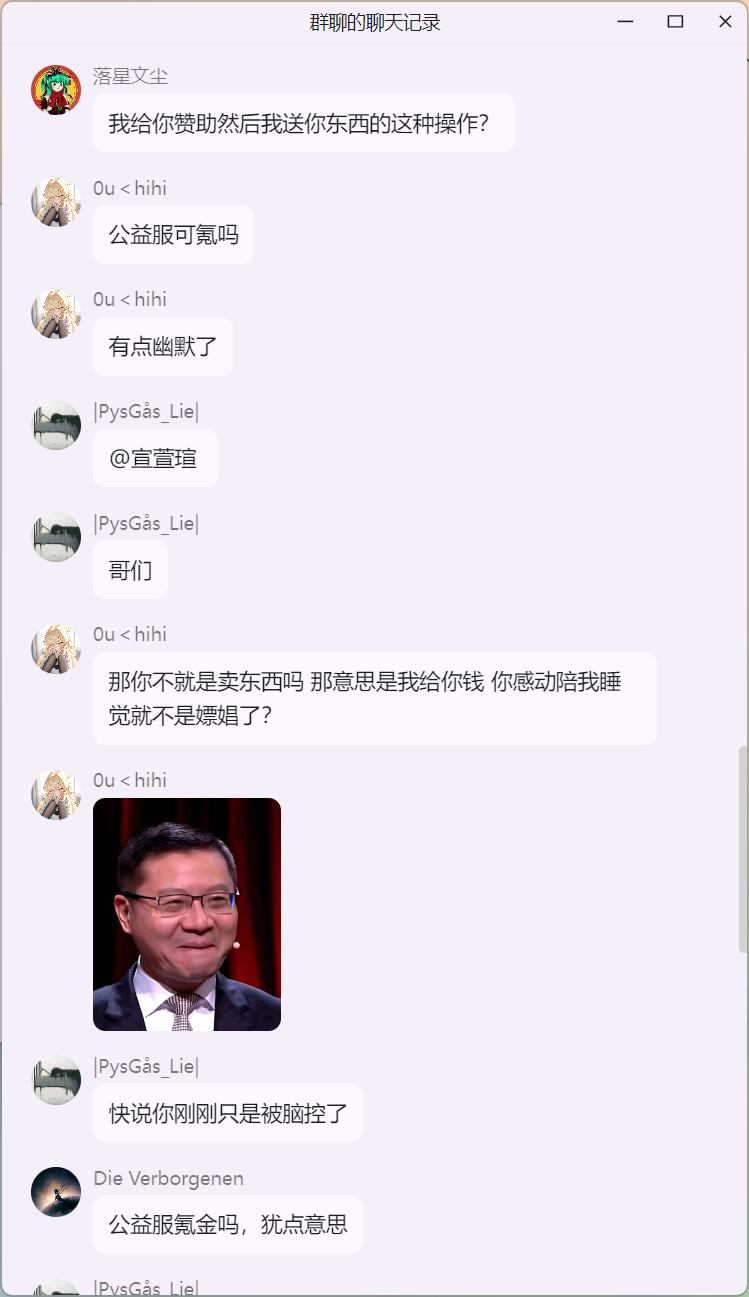 群聊的聊天记录
落星文尘
我给你赞助然后我送你东西的这种操作？
0u < hihi
公益服可氪吗
0u < hihi
有点幽默了
|PysGås_Lie|
@宣萱瑄
|PysGås_Lie|
哥们
0u < hihi
那你不就是卖东西吗 那意思是我给你钱 你感动陪我睡
觉就不是嫖娼了？
0u < hihi
|PysGås_Lie|
快说你刚刚只是被脑控了
Die Verborgenen
公益服氪金吗，犹点意思
|PysGås_Lie|